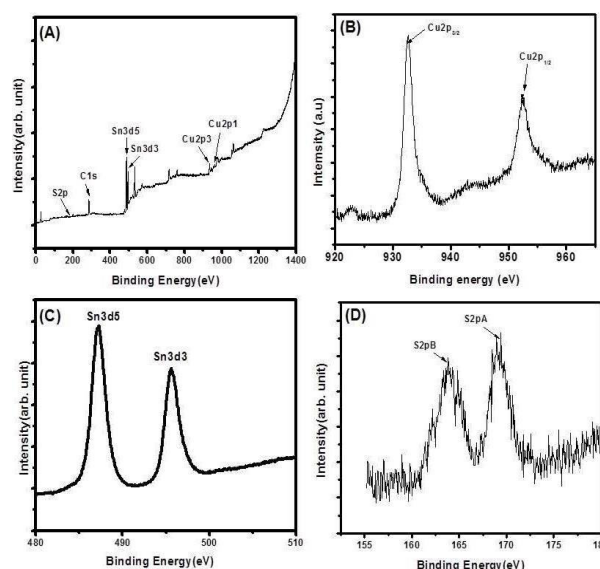 (A)
Intensity(arb. unit)
S2p
C1s
Sn3d5
Sn3d3
Cu2p3
Cu2p1
0 200 400 600 800 1000 1200 1400
Binding Energy(eV)
(B)
Intemsity (a.u)
Cu2p3/2
Cu2p1/2
920 930 940 950 960
Binding energy (eV)
(C)
Intensity(arb. unit)
Sn3d5
Sn3d3
480 490 500 510
Binding Energy(eV)
(D)
Intensity(arb. unit)
S2pB
S2pA
155 160 165 170 175 180
Binding Energy(eV)